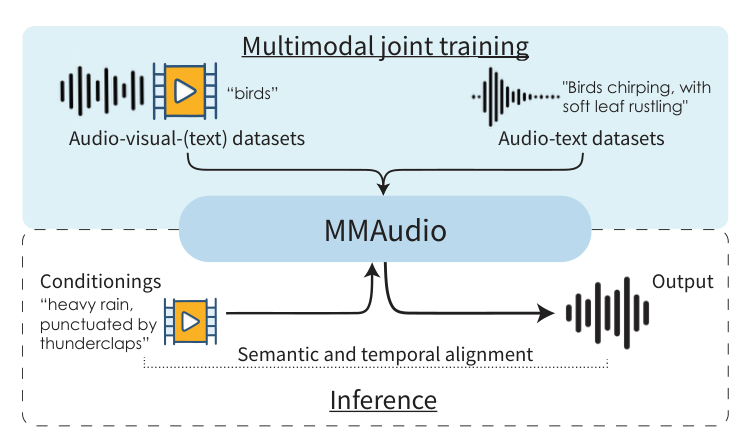 Multimodal joint training
“birds”
"Birds chirping, with
soft leaf rustling"
Audio-visual-(text) datasets
Audio-text datasets
MMAudio
Conditionings
“heavy rain,
punctuated by
thunderclaps”
Output
Semantic and temporal alignment
Inference